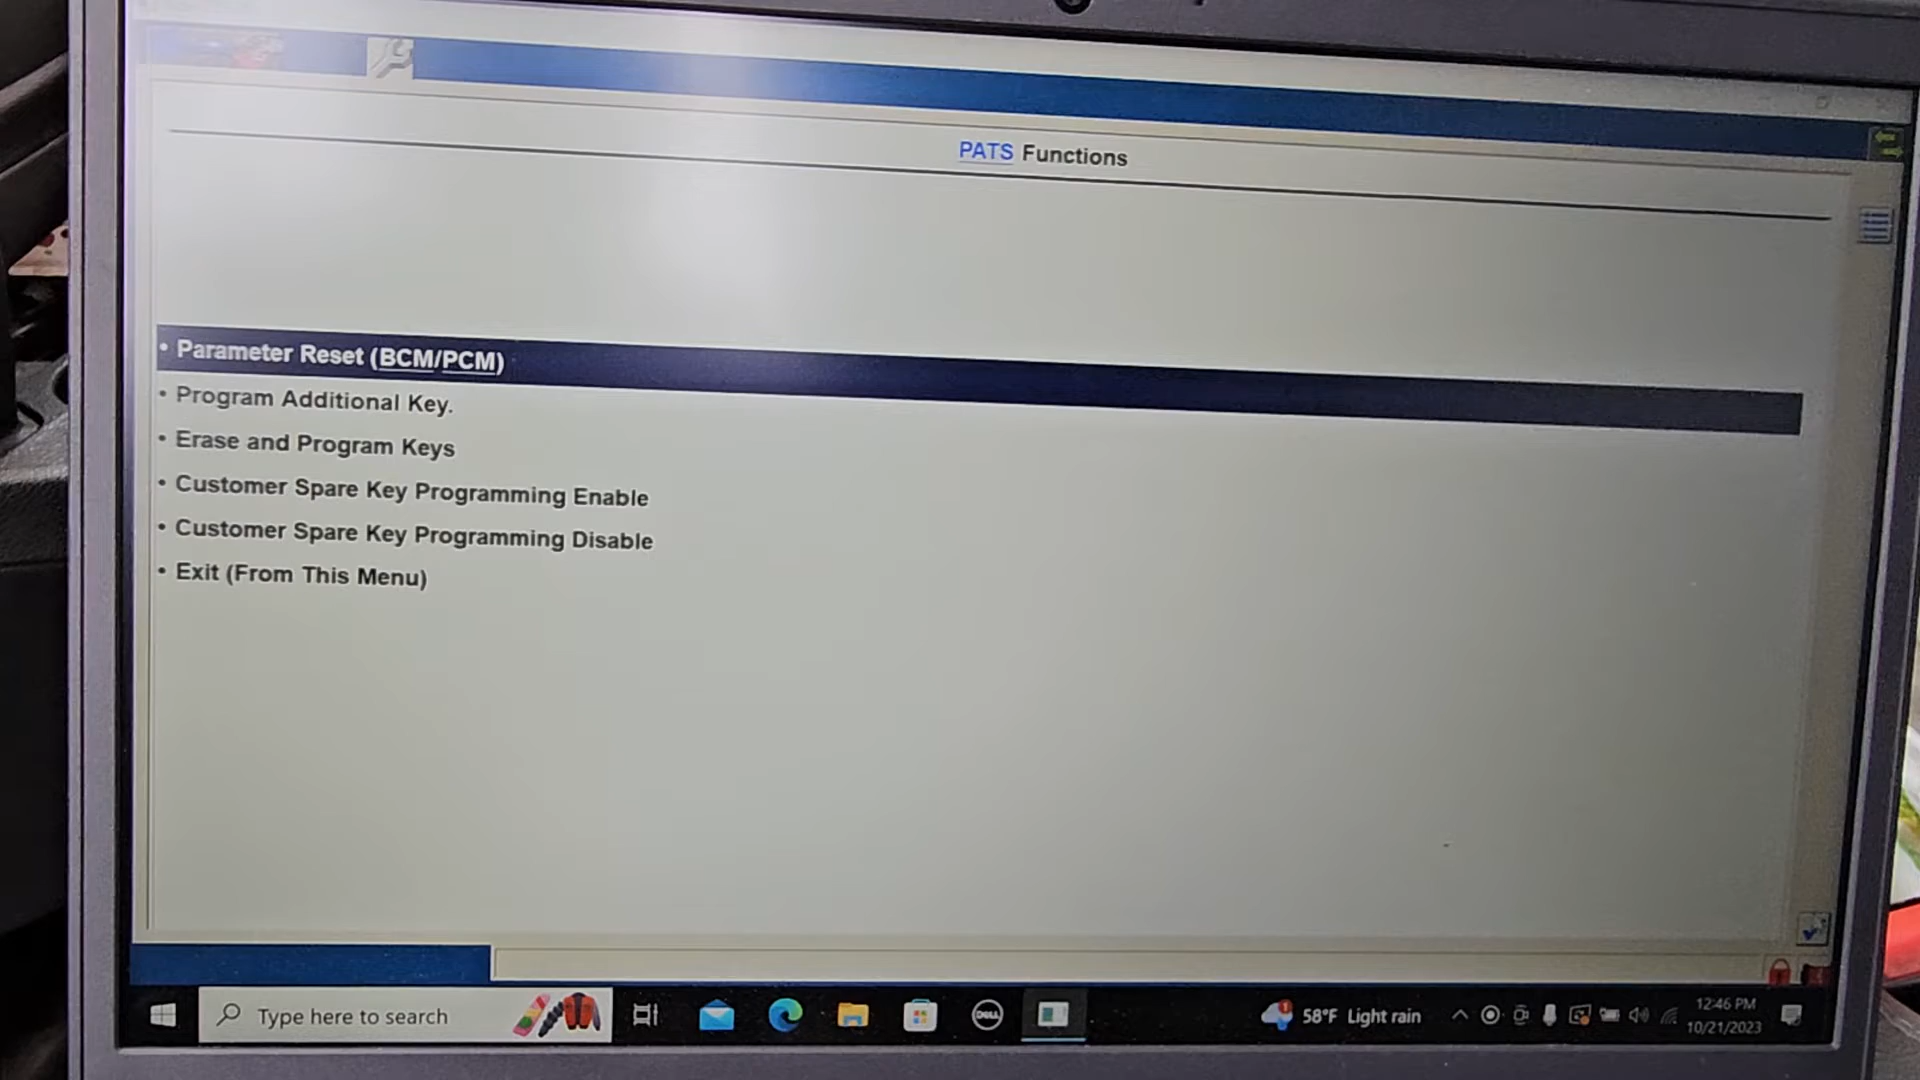 PATS Functions
• Parameter Reset (BCM/PCM)
• Program Additional Key.
• Erase and Program Keys
• Customer Spare Key Programming Enable
• Customer Spare Key Programming Disable
• Exit (From This Menu)
Type here to search
DELL
1
58°F Light rain
12:46 PM
10/21/2023